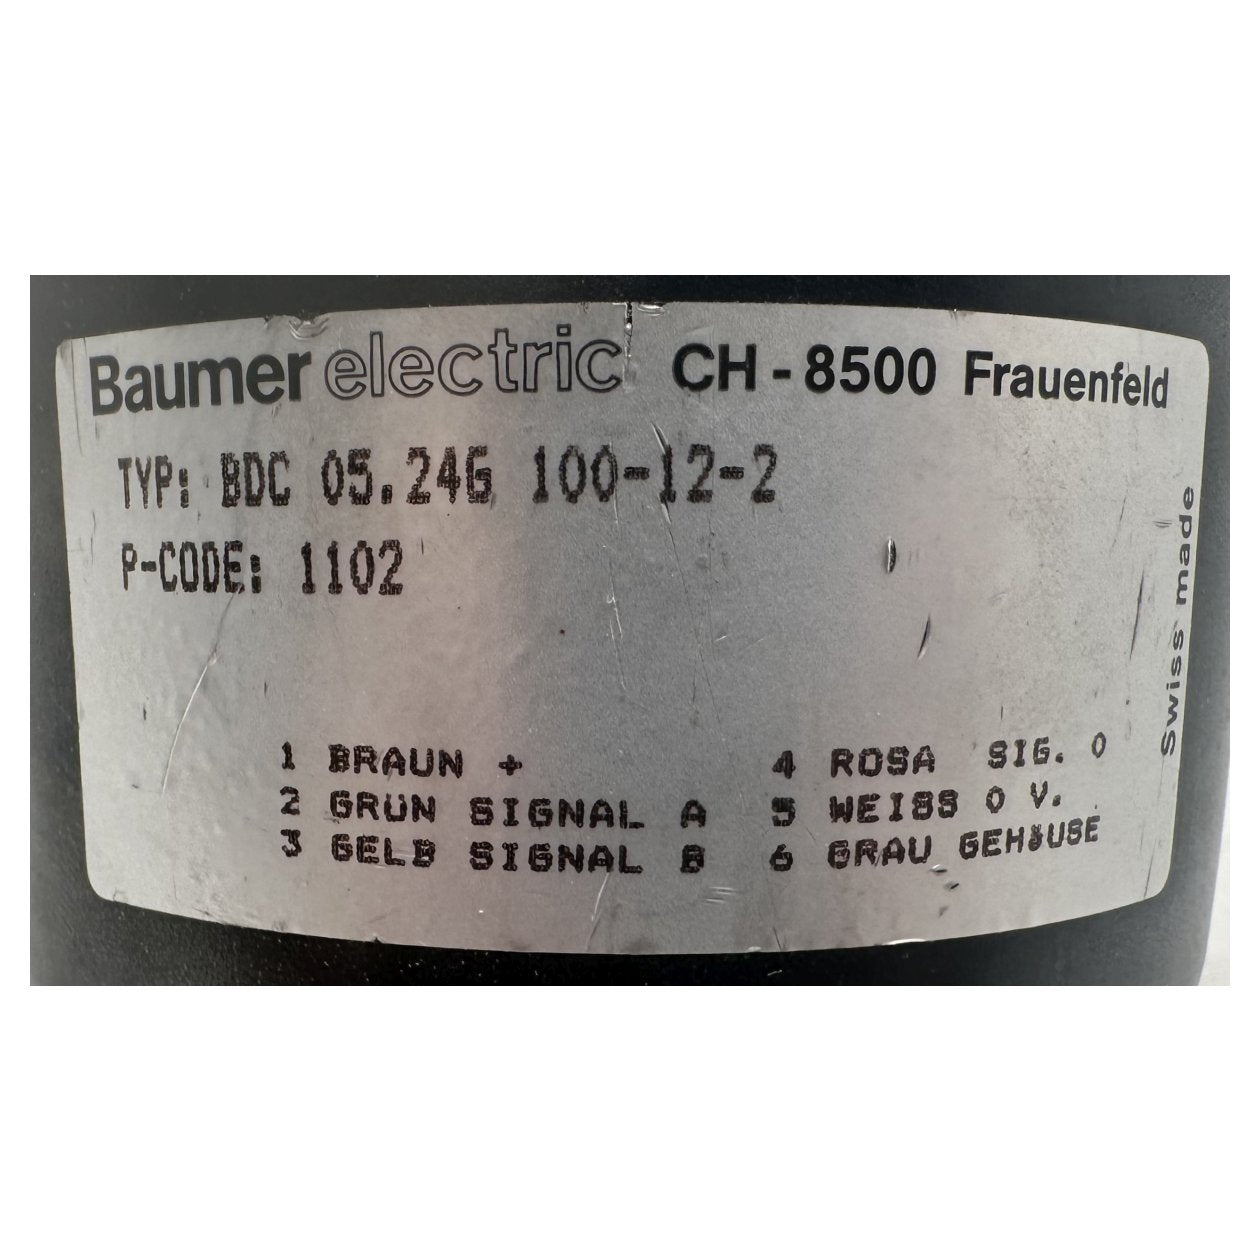 Baumer electric CH-8500 Frauenfeld
TYP: BDC 05.24G 100-12-2
P-CODE: 1102
Swiss made
1 BRAUN + 4 ROSA SIG. 0
2 GRÜN SIGNAL A 5 WEISS 0 V.
3 GELB SIGNAL B 6 GRAU GEHÄUSE